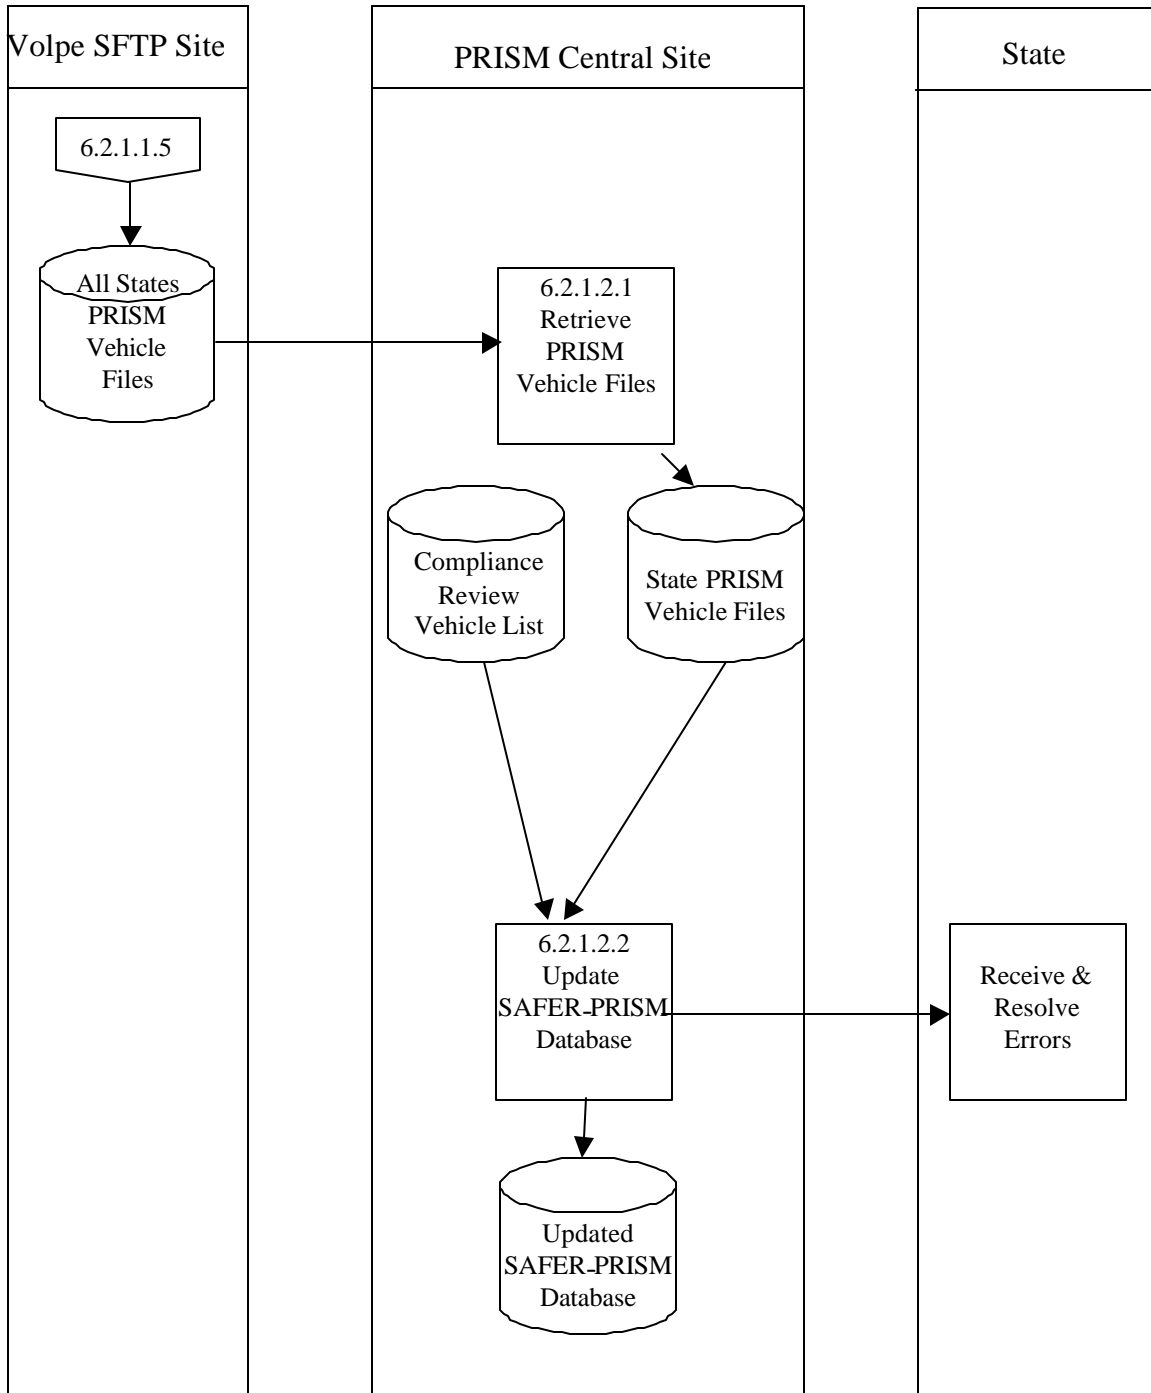 Volpe SFTP Site
PRISM Central Site
State
6.2.1.1.5
All States
PRISM
Vehicle
Files
6.2.1.2.1
Retrieve
PRISM
Vehicle Files
Compliance
Review
Vehicle List
State PRISM
Vehicle Files
6.2.1.2.2
Update
SAFER-PRISM
Database
Receive &
Resolve
Errors
Updated
SAFER-PRISM
Database